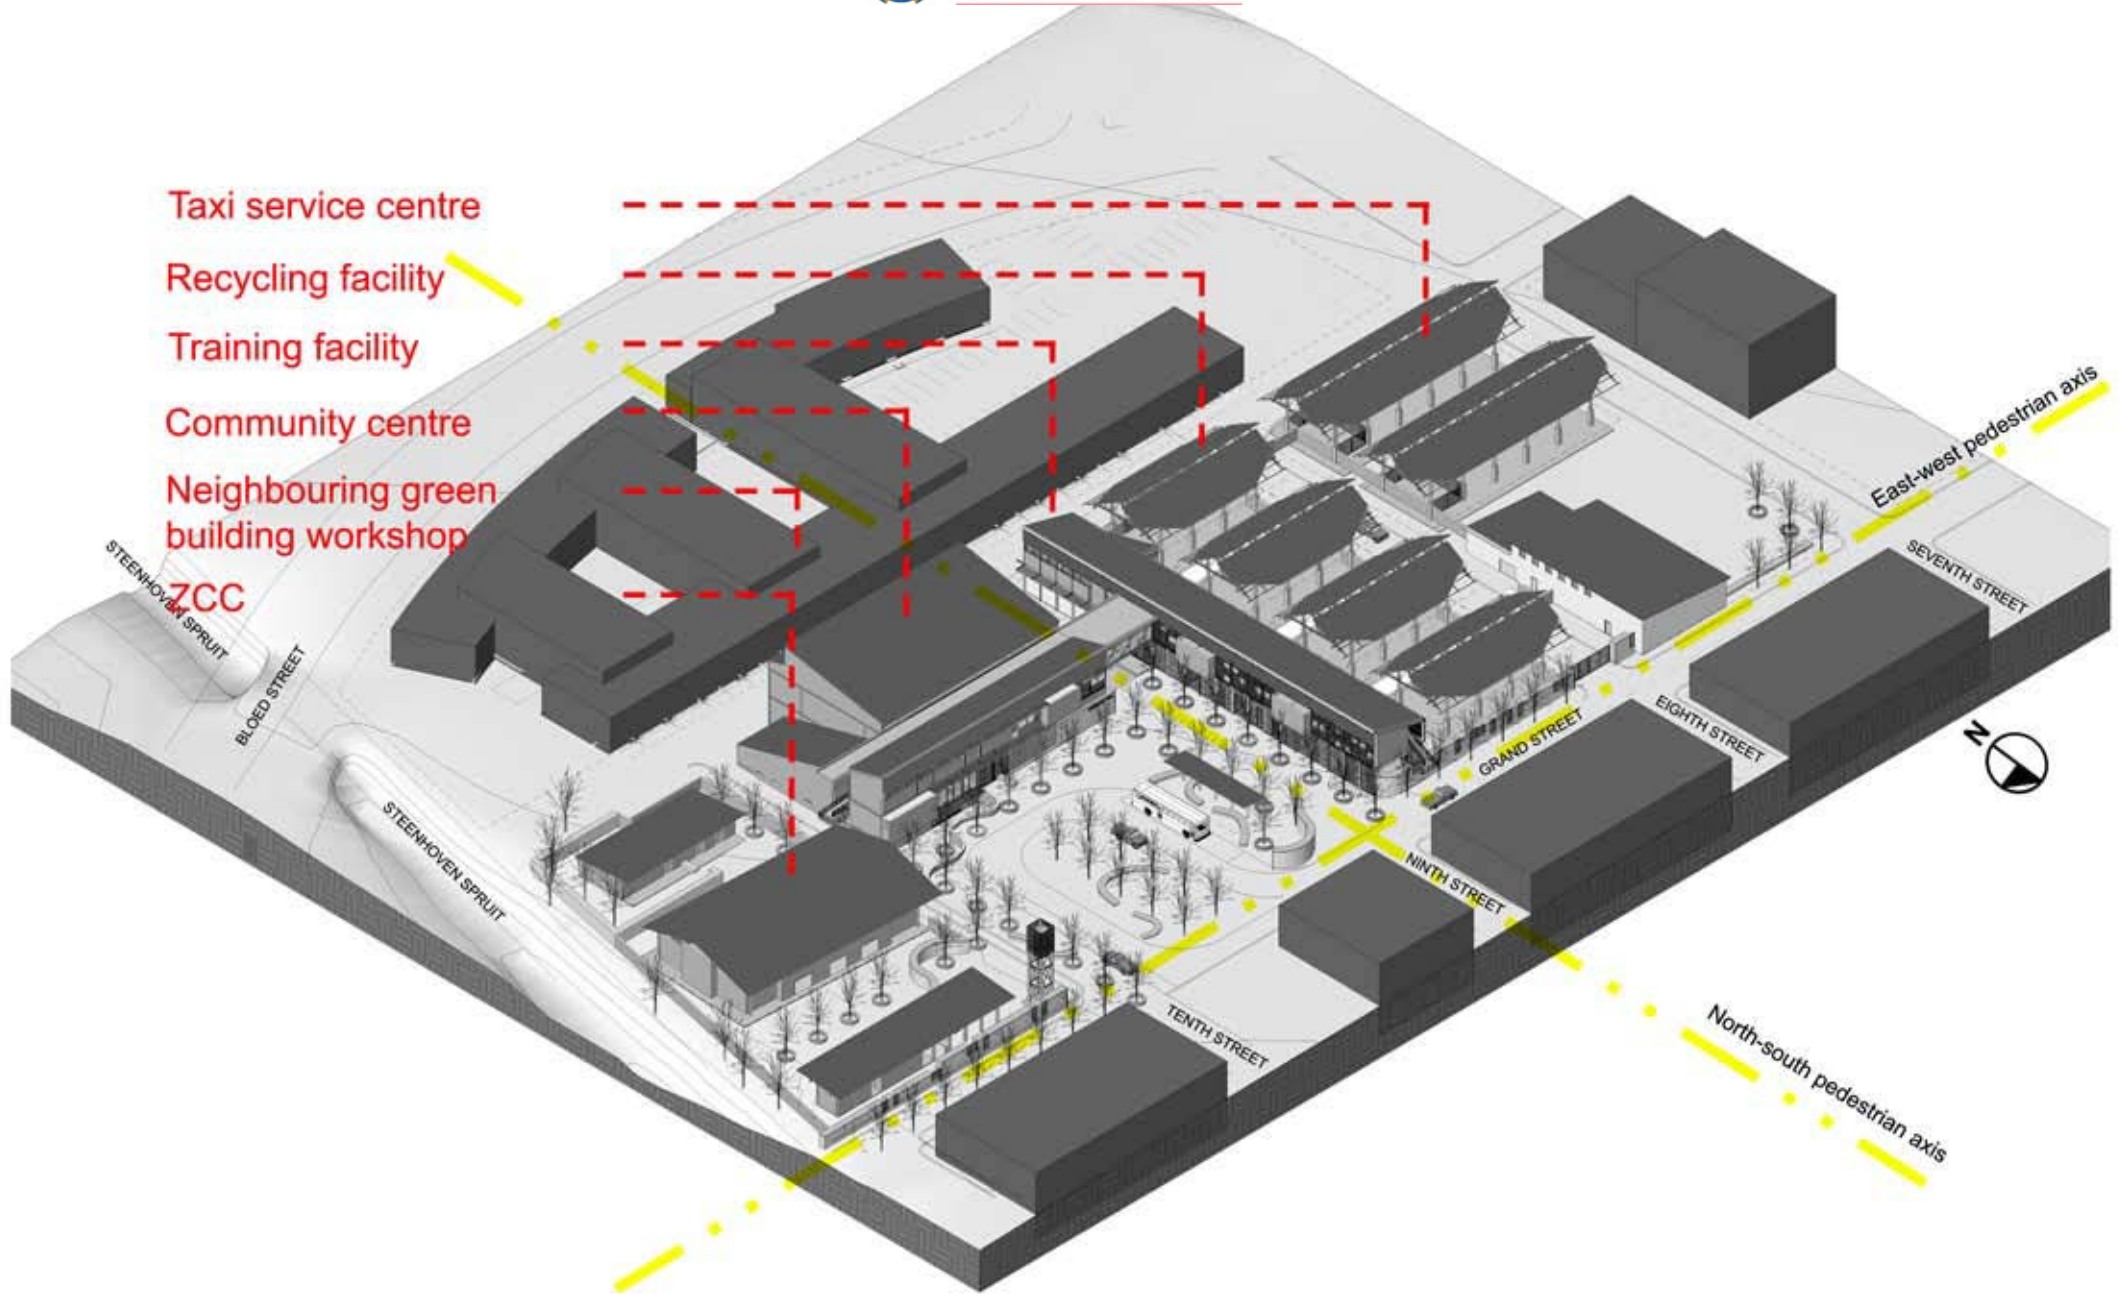 Taxi service centre
Recycling facility
Training facility
Community centre
Neighbouring green
building workshop
ZCC
STEENHOVEN SPRUIT
BLOED STREET
STEENHOVEN SPRUIT
East-west pedestrian axis
SEVENTH STREET
EIGHTH STREET
GRAND STREET
NINTH STREET
TENTH STREET
N
North-south pedestrian axis